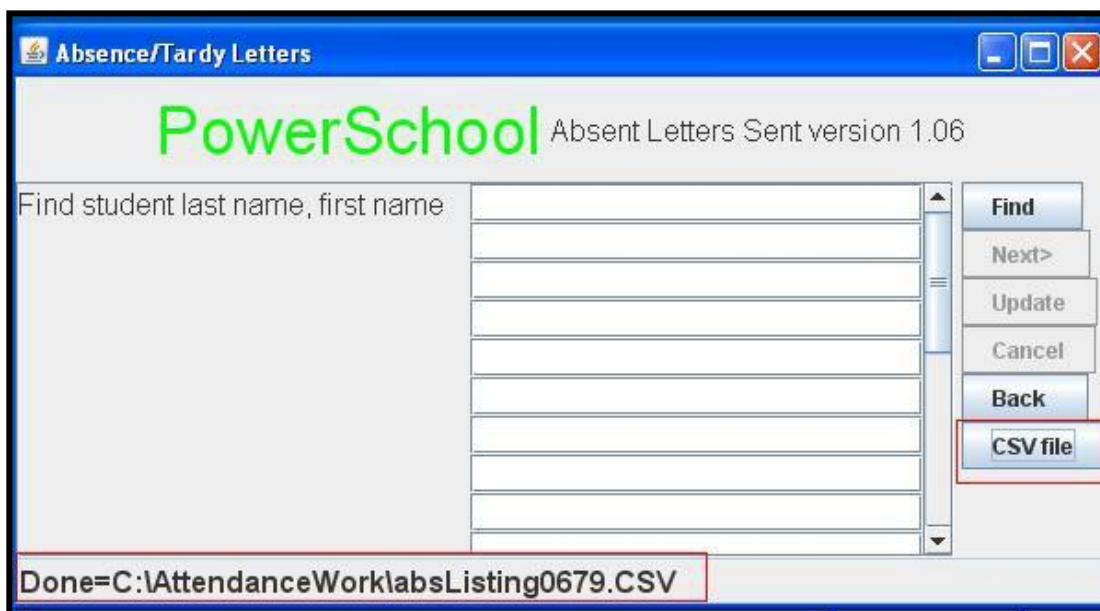 Absence/Tardy Letters
PowerSchool Absent Letters Sent version 1.06
Find student last name, first name
Find
Next>
Update
Cancel
Back
CSV file
Done=C:\AttendanceWork\absListing0679.CSV